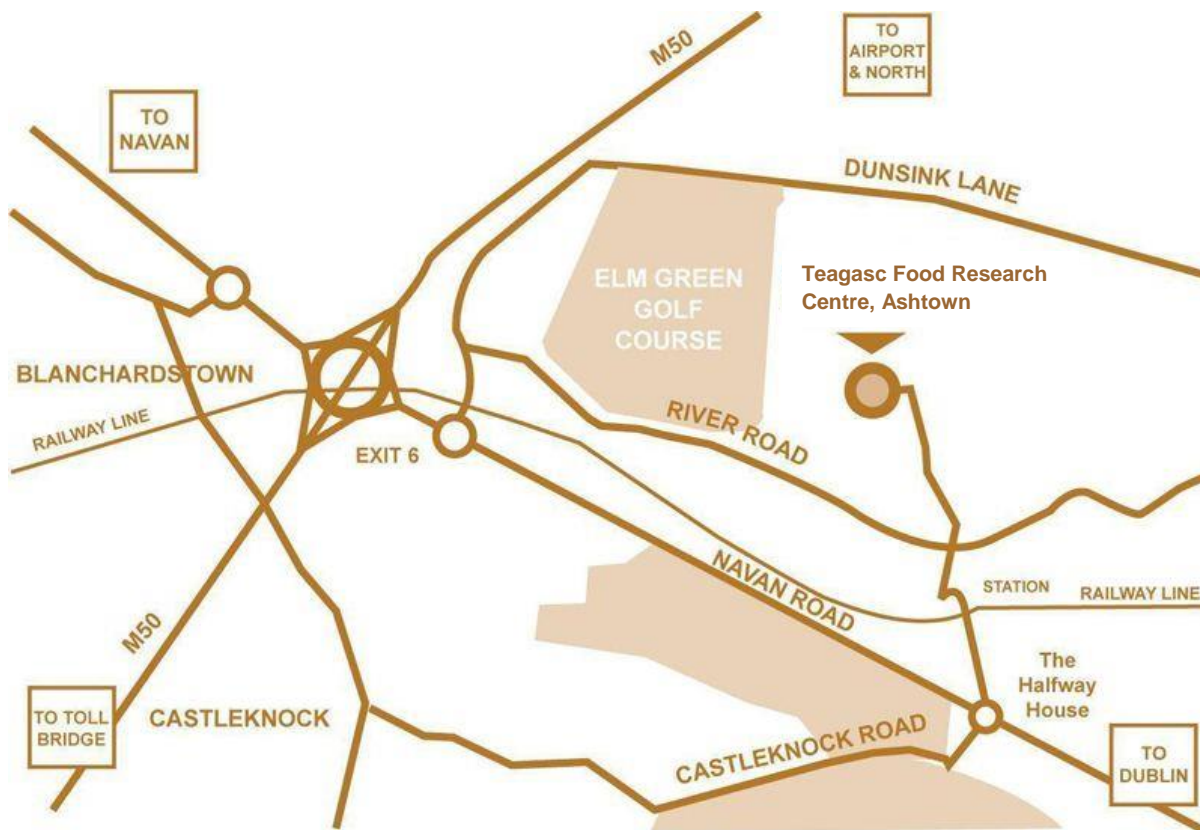 TO
AIRPORT
& NORTH
M50
TO
NAVAN
DUNSINK LANE
ELM GREEN
GOLF
COURSE
Teagasc Food Research
Centre, Ashtown
BLANCHARDSTOWN
RAILWAY LINE
EXIT 6
RIVER ROAD
NAVAN ROAD
STATION
RAILWAY LINE
M50
The
Halfway
House
TO TOLL
BRIDGE
CASTLEKNOCK
CASTLEKNOCK ROAD
TO
DUBLIN